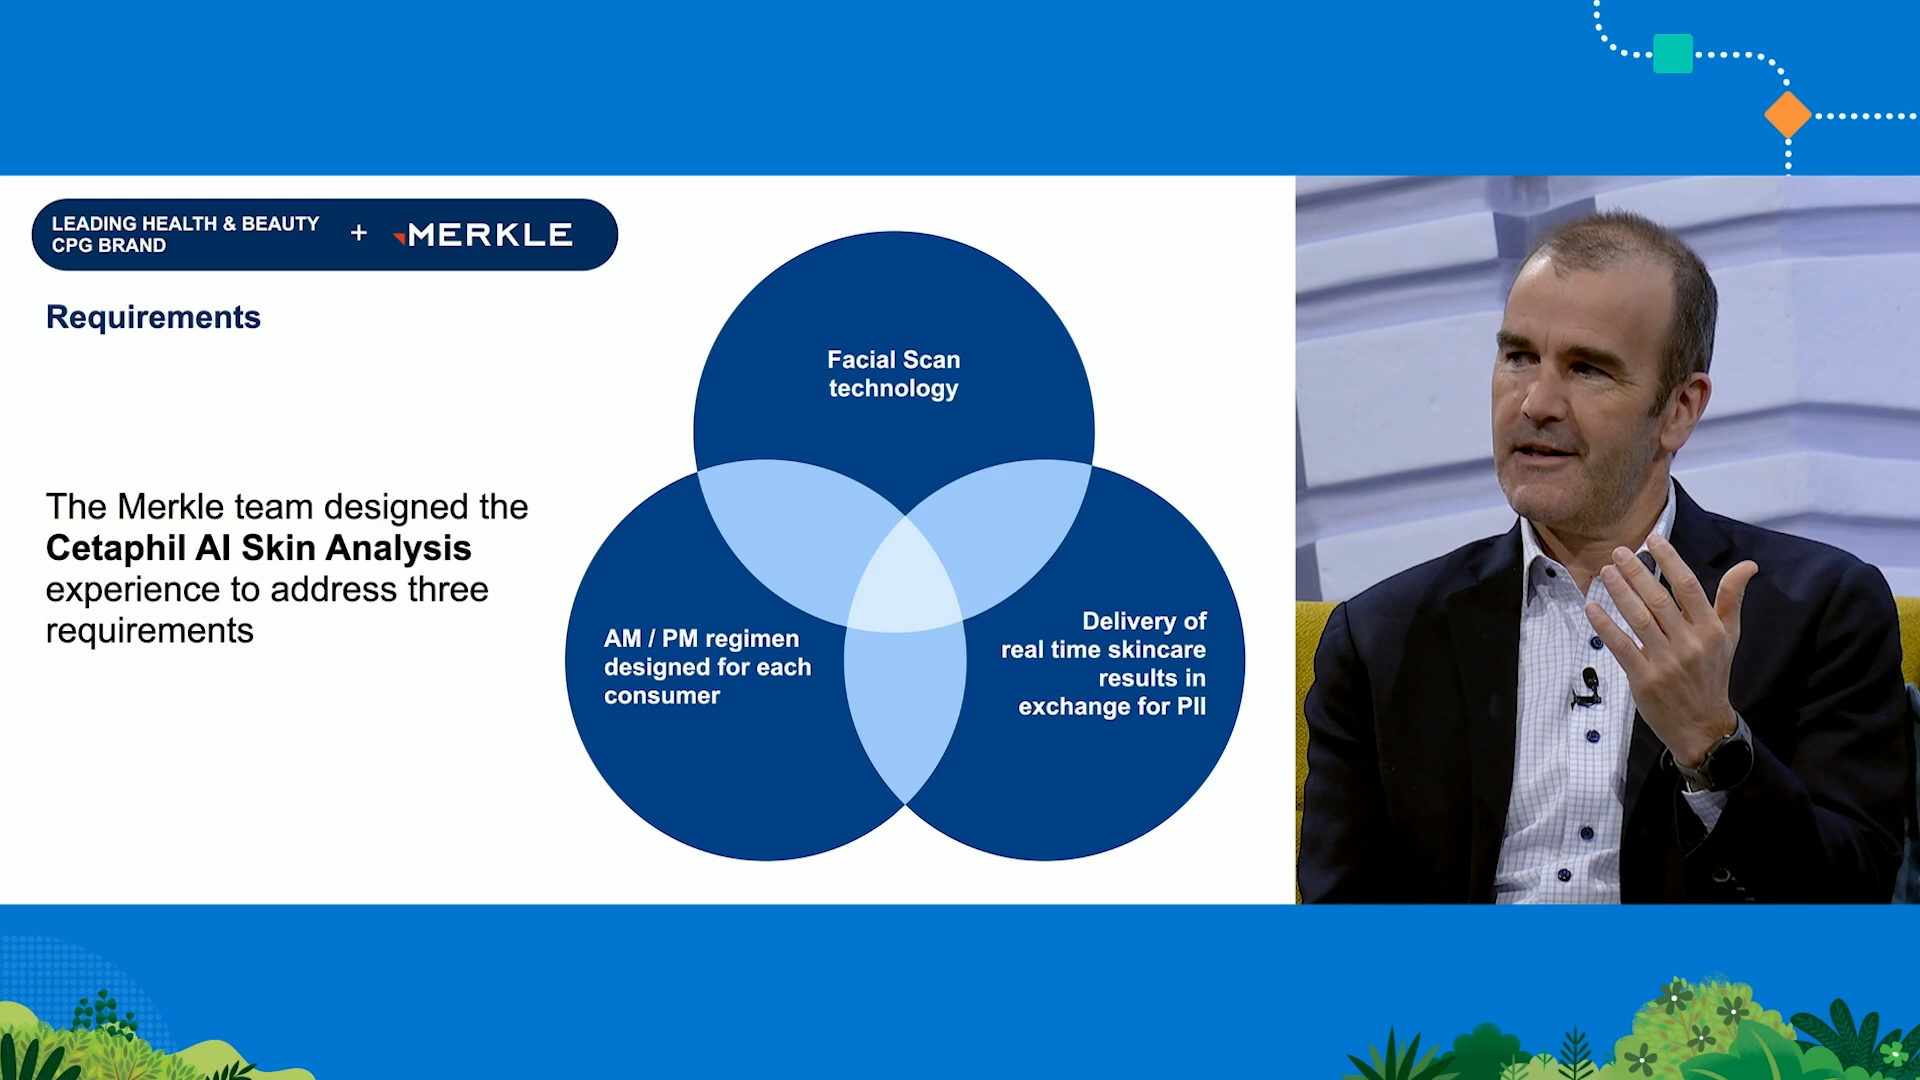 LEADING HEALTH & BEAUTY
CPG BRAND
+
MERKLE
Requirements
The Merkle team designed the
Cetaphil AI Skin Analysis
experience to address three
requirements
Facial Scan
technology
AM / PM regimen
designed for each
consumer
Delivery of
real time skincare
results in
exchange for PII